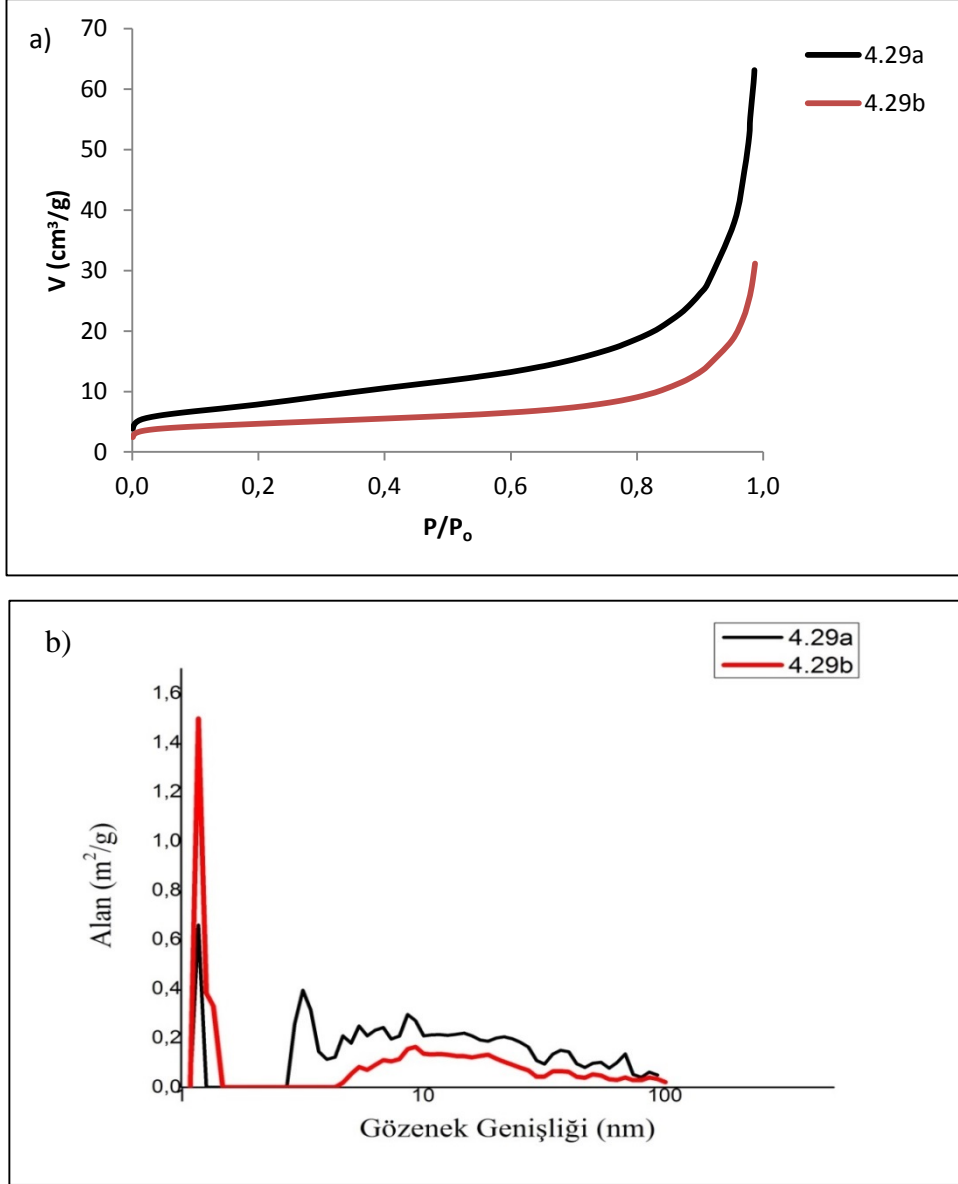 a)
4.29a
4.29b
70
60
50
40
30
20
10
0
V (cm³/g)
0,0 0,2 0,4 0,6 0,8 1,0
P/Pₒ
b)
4.29a
4.29b
1,6
1,4
1,2
1,0
0,8
0,6
0,4
0,2
0,0
Alan (m²/g)
1 10 100
Gözenek Genişliği (nm)